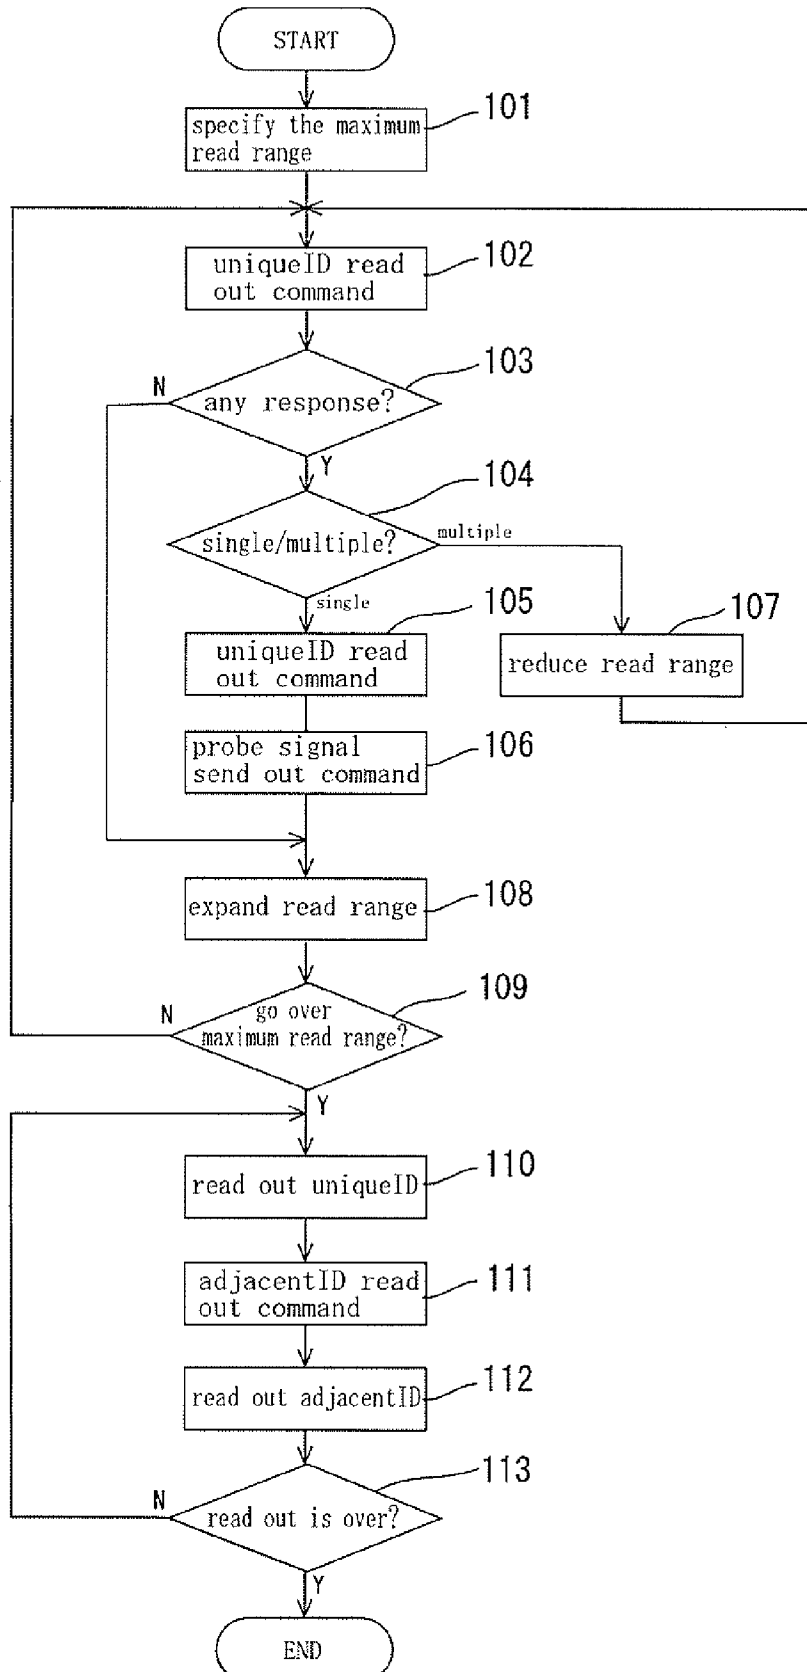 START
101
specify the maximum
read range
102
uniqueID read
out command
103
N
any response?
Y
104
single/multiple?
multiple
single
105
107
uniqueID read
out command
reduce read range
106
probe signal
send out command
108
expand read range
109
N
go over
maximum read range?
Y
110
read out uniqueID
111
adjacentID read
out command
112
read out adjacentID
113
N
read out is over?
Y
END